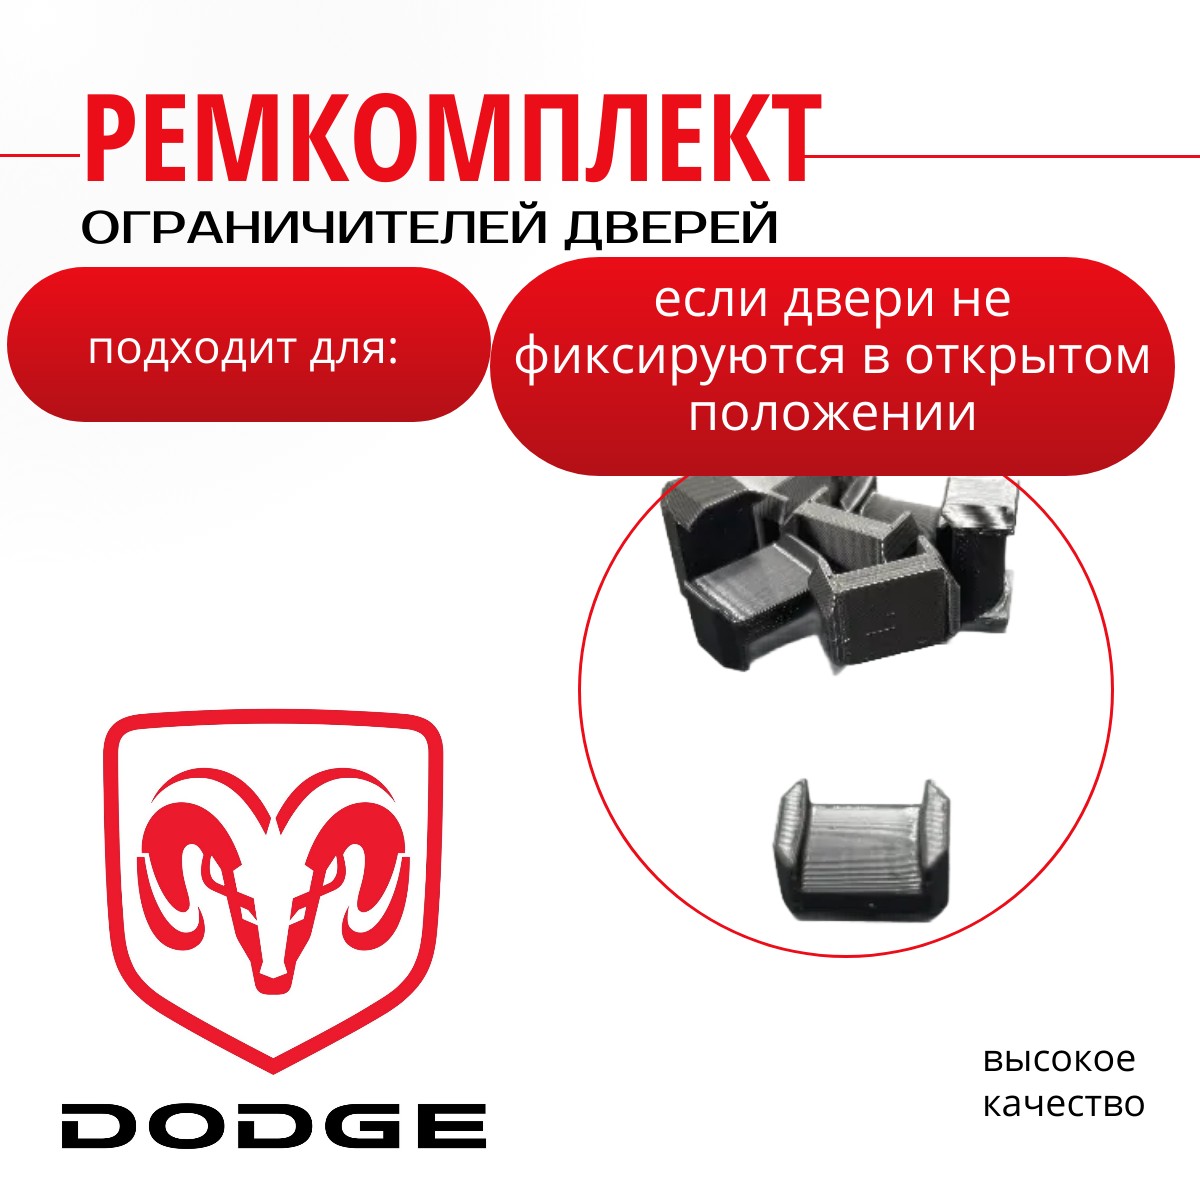 РЕМКОМПЛЕКТ
ОГРАНИЧИТЕЛЕЙ ДВЕРЕЙ
подходит для:
если двери не
фиксируются в открытом
положении
DODGE
высокое
качество